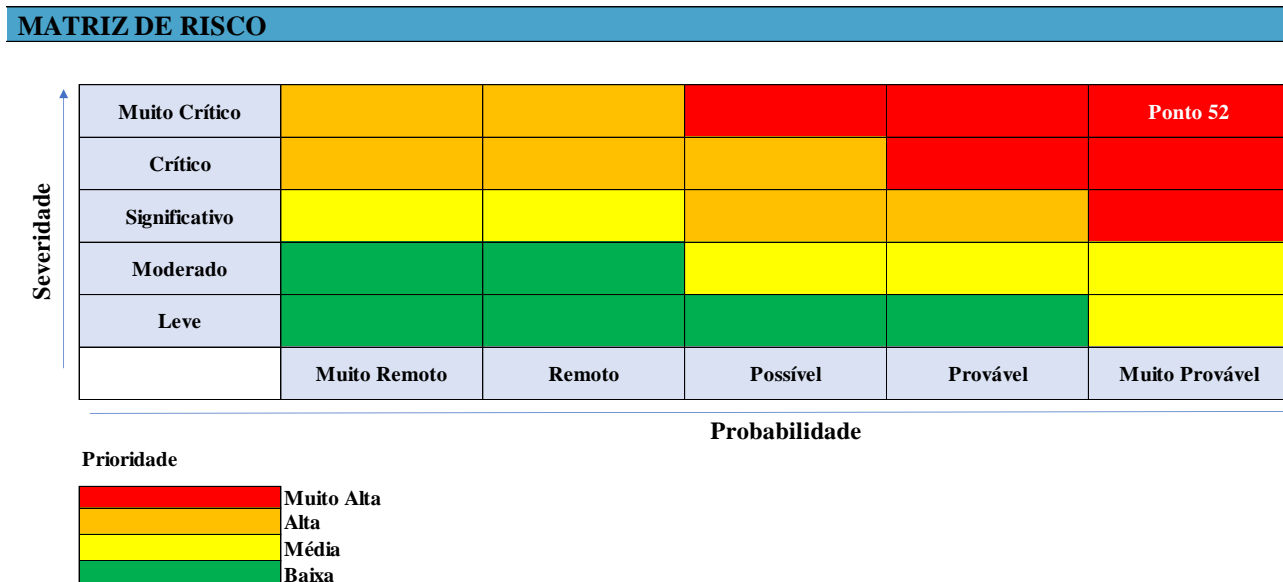 MATRIZ DE RISCO
Muito Crítico
Ponto 52
Crítico
Significativo
Moderado
Leve
Severidade
Muito Remoto Remoto Possível Provável Muito Provável
Probabilidade
Prioridade
Muito Alta
Alta
Média
Baixa